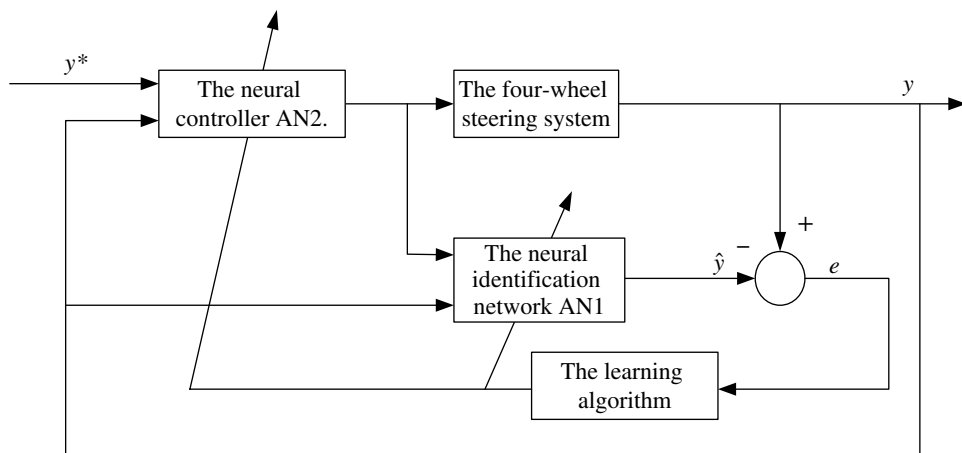 y*
The neural
controller AN2.
The four-wheel
steering system
y
The neural
identification
network AN1
ŷ
−
+
e
The learning
algorithm